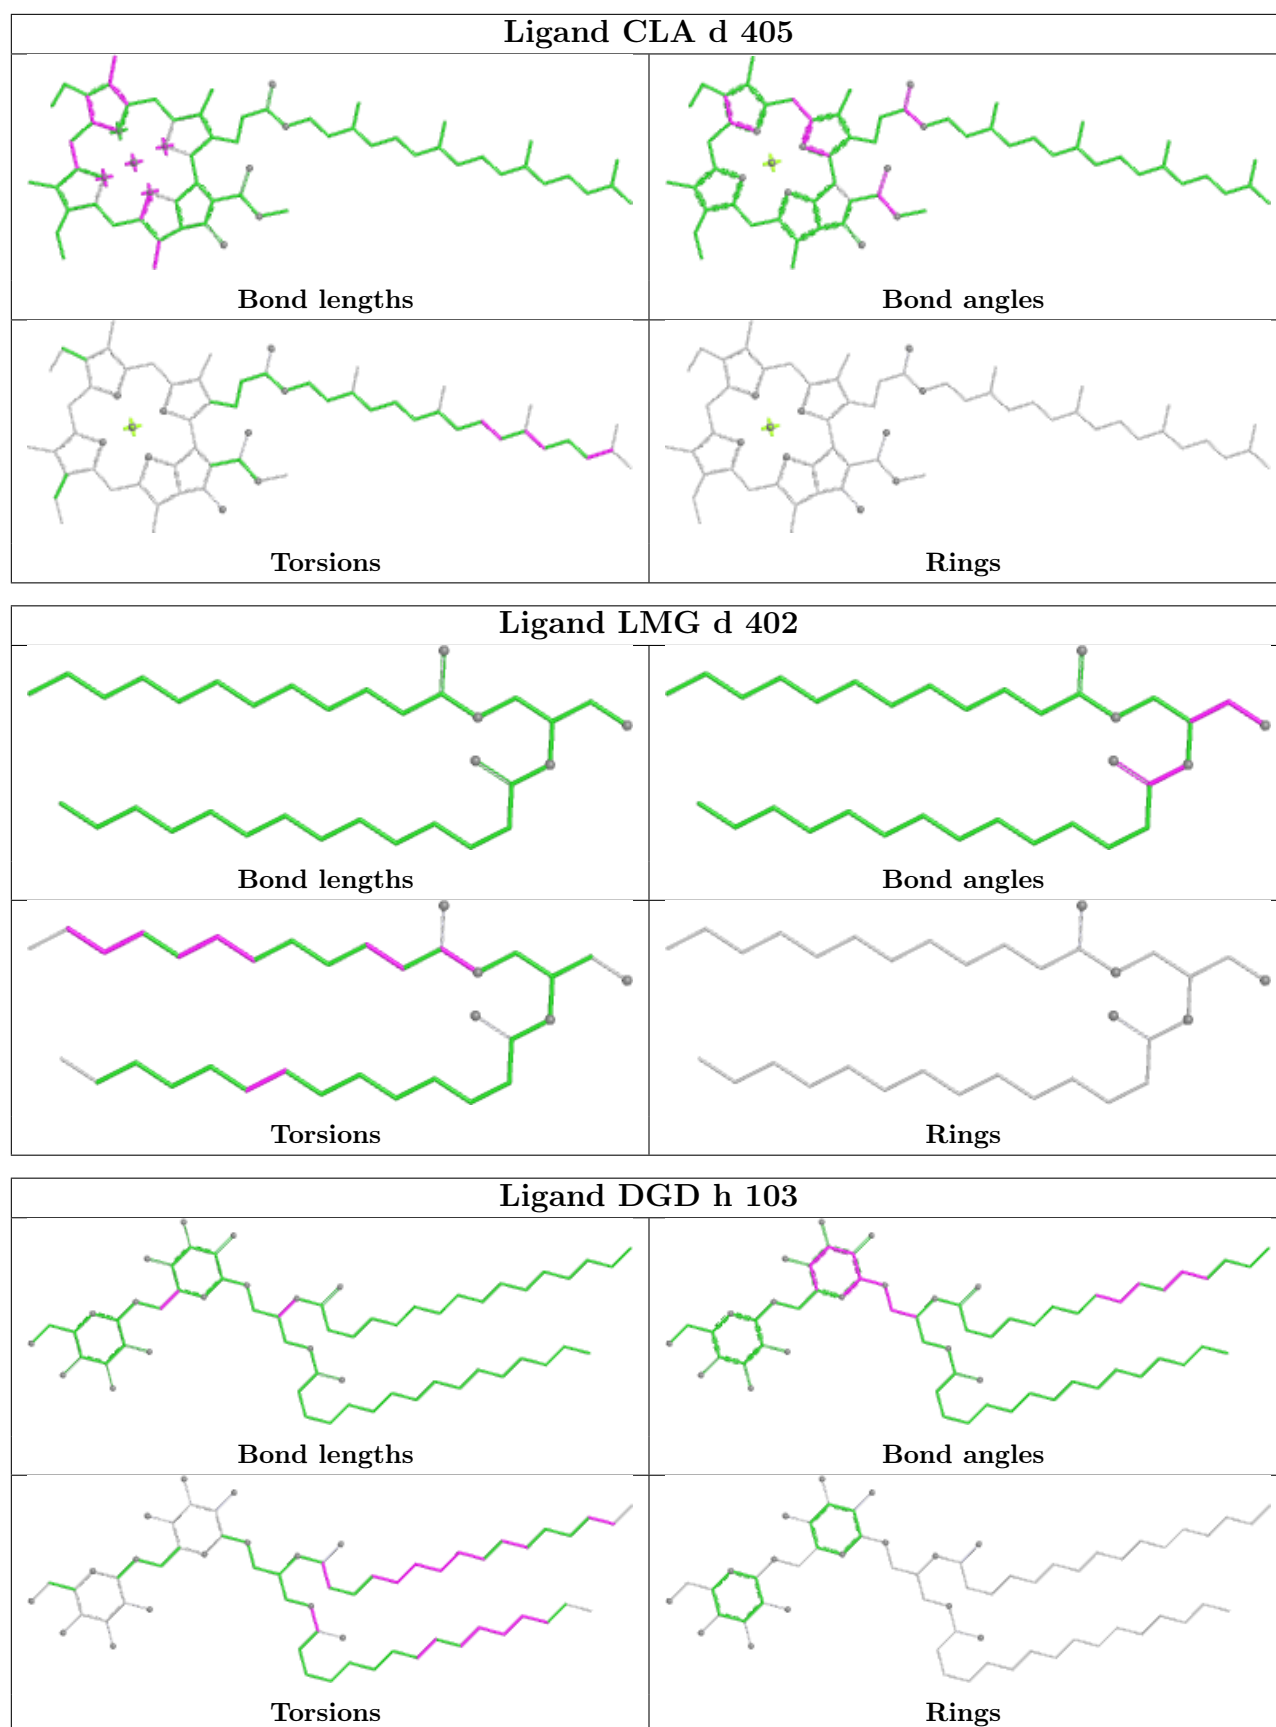 Ligand CLA d 405
Bond lengths
Bond angles
Torsions
Rings
Ligand LMG d 402
Bond lengths
Bond angles
Torsions
Rings
Ligand DGD h 103
Bond lengths
Bond angles
Torsions
Rings